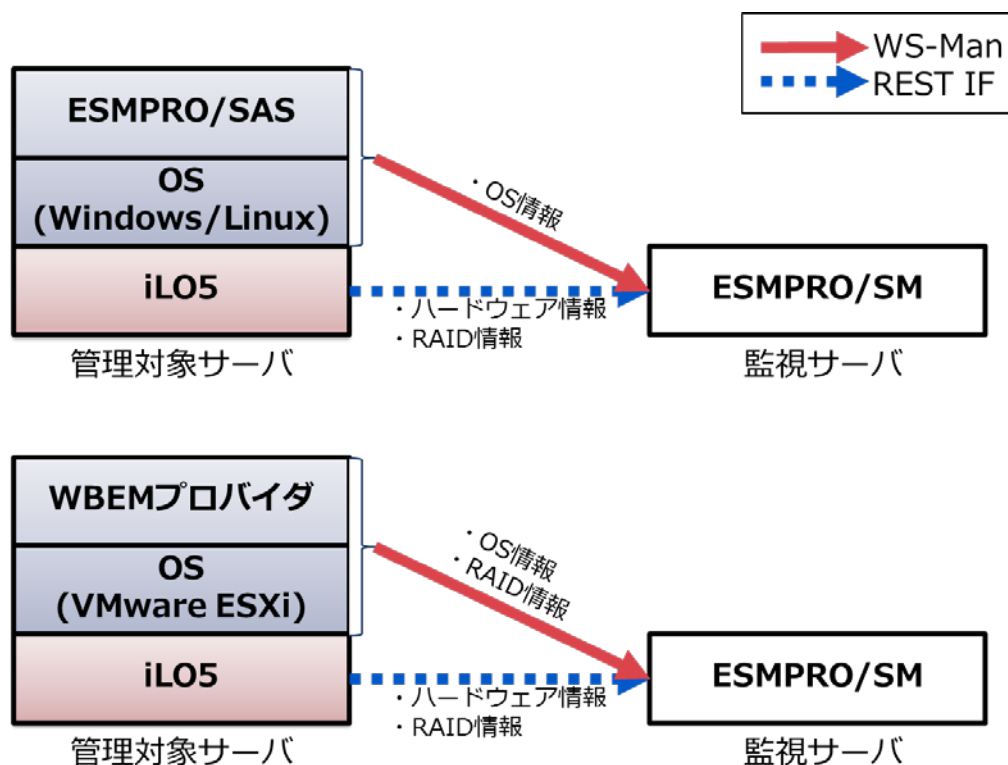 WS-Man
REST IF
ESMPRO/SAS
OS
(Windows/Linux)
iLO5
管理対象サーバ
・OS情報
・ハードウェア情報
・RAID情報
ESMPRO/SM
監視サーバ
WBEMプロバイダ
OS
(VMware ESXi)
iLO5
管理対象サーバ
・OS情報
・RAID情報
・ハードウェア情報
・RAID情報
ESMPRO/SM
監視サーバ